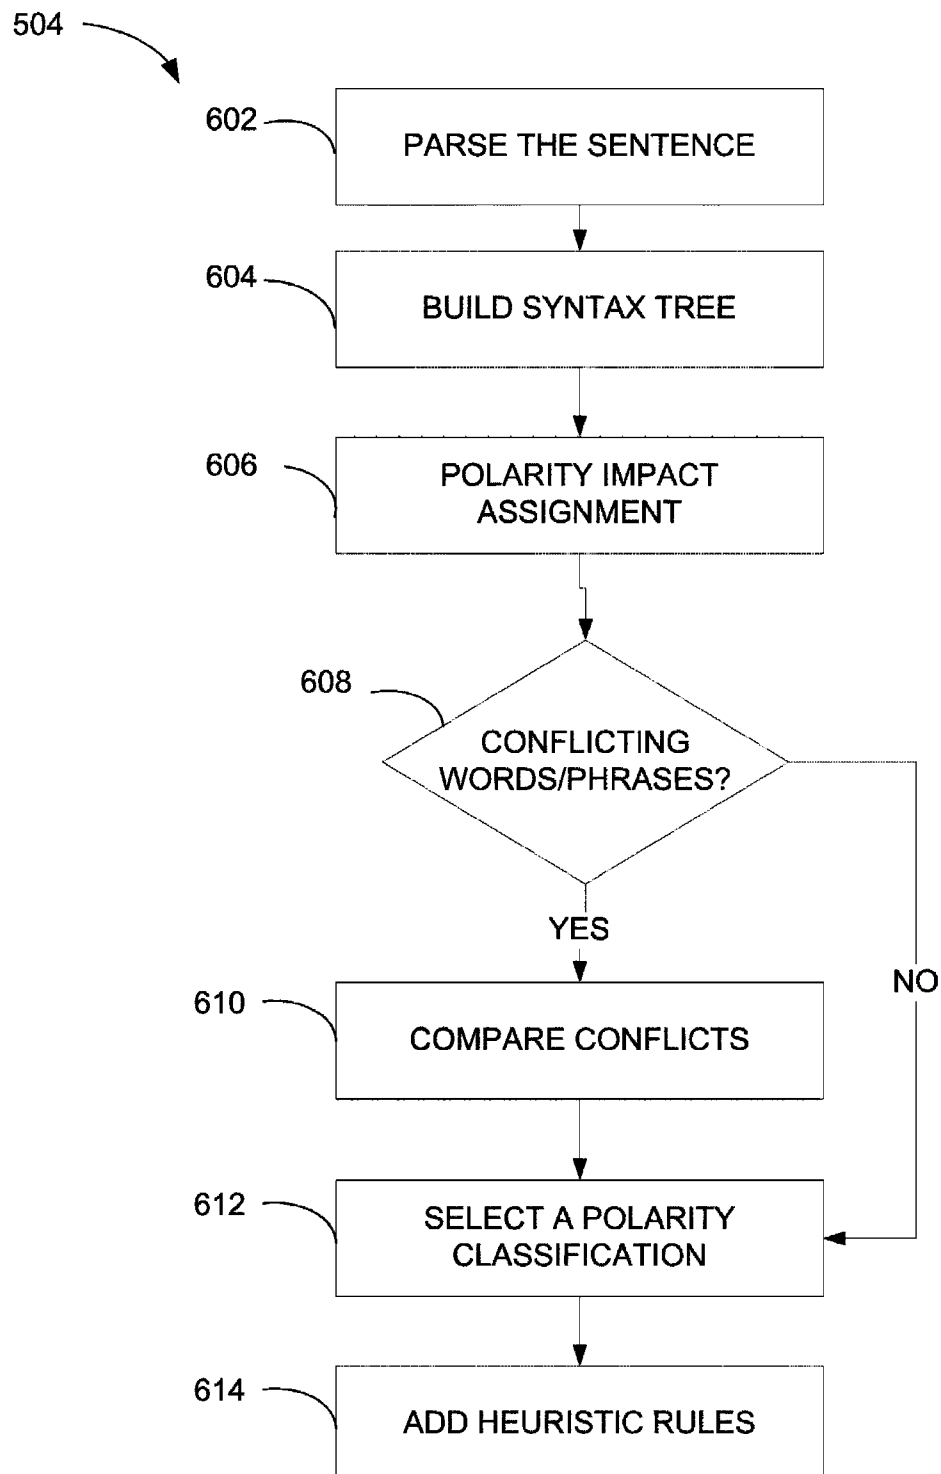 504
602
PARSE THE SENTENCE
604
BUILD SYNTAX TREE
606
POLARITY IMPACT
ASSIGNMENT
608
CONFLICTING
WORDS/PHRASES?
YES
NO
610
COMPARE CONFLICTS
612
SELECT A POLARITY
CLASSIFICATION
614
ADD HEURISTIC RULES